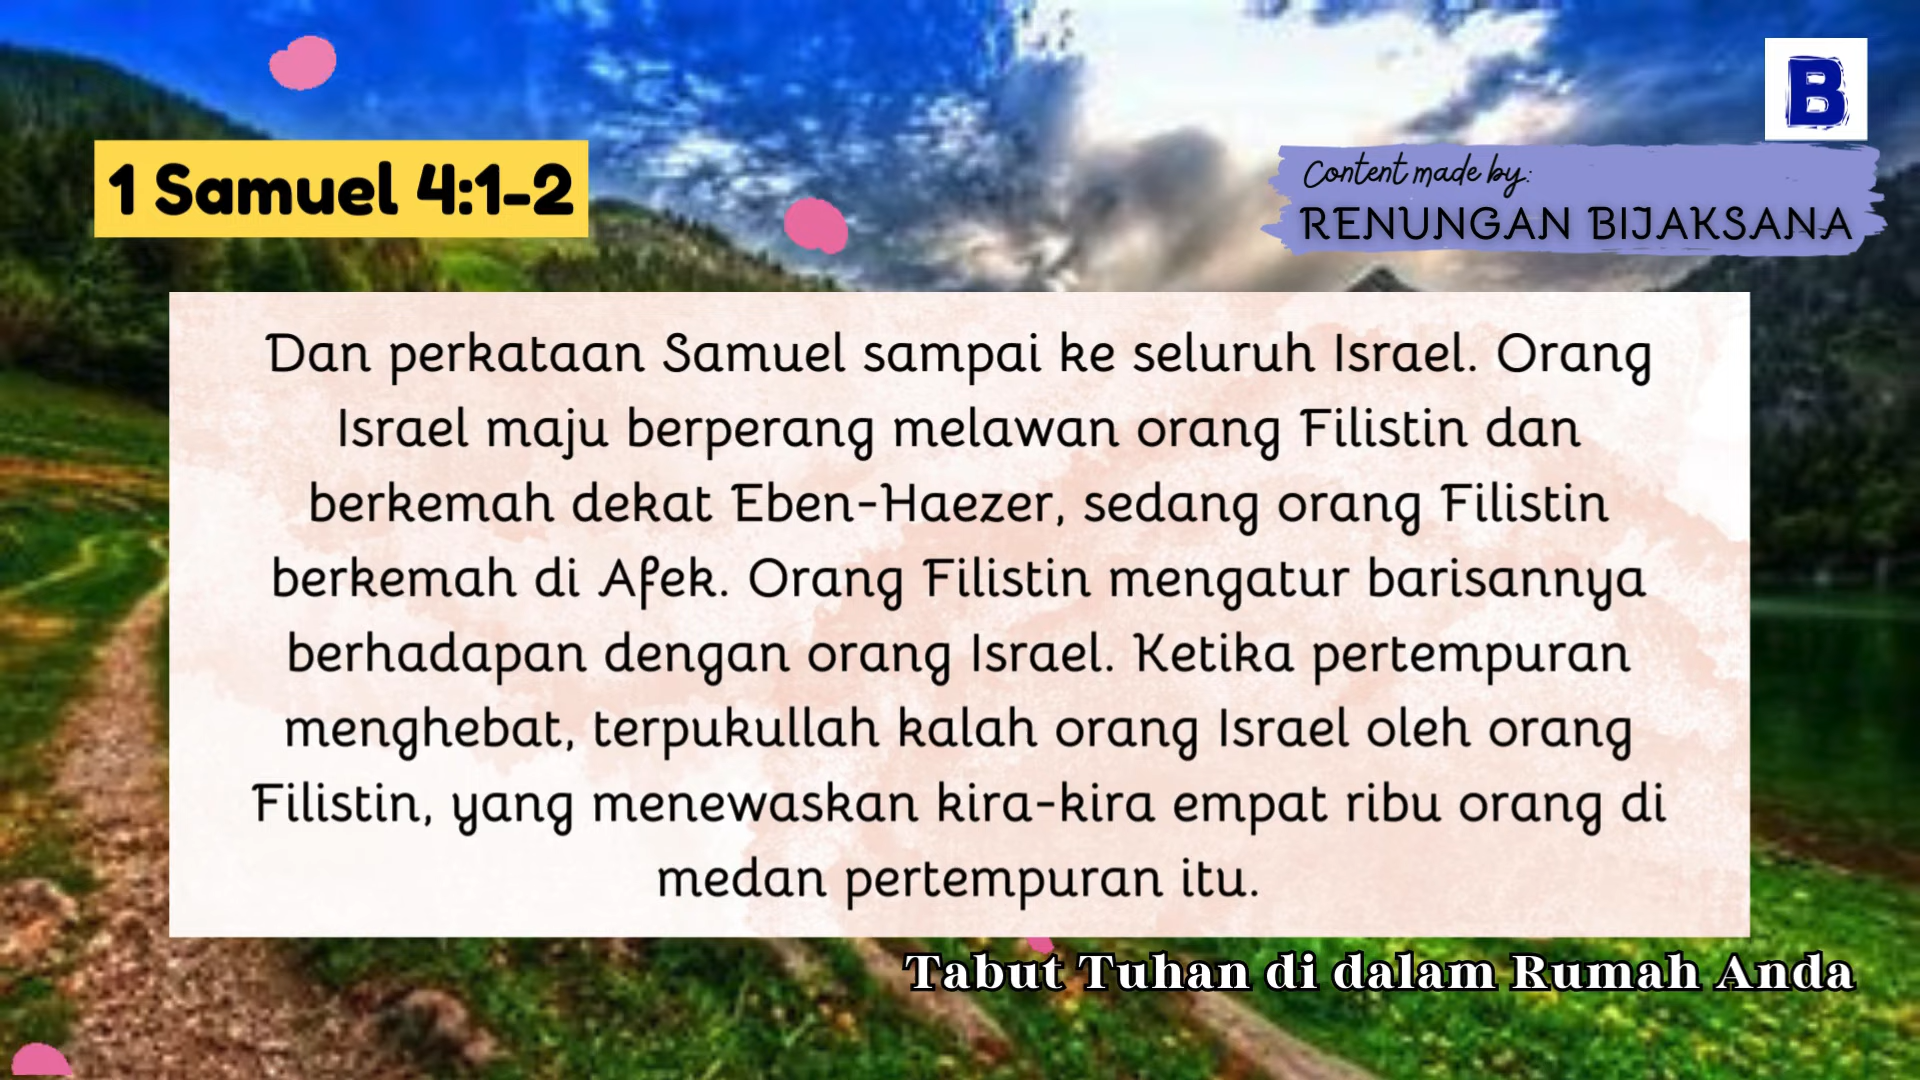 B
1 Samuel 4:1-2
Content made by:
RENUNGAN BIJAKSANA
Dan perkataan Samuel sampai ke seluruh Israel. Orang
Israel maju berperang melawan orang Filistin dan
berkemah dekat Eben-Haezer, sedang orang Filistin
berkemah di Afek. Orang Filistin mengatur barisannya
berhadapan dengan orang Israel. Ketika pertempuran
menghebat, terpukullah kalah orang Israel oleh orang
Filistin, yang menewaskan kira-kira empat ribu orang di
medan pertempuran itu.
Tabut Tuhan di dalam Rumah Anda